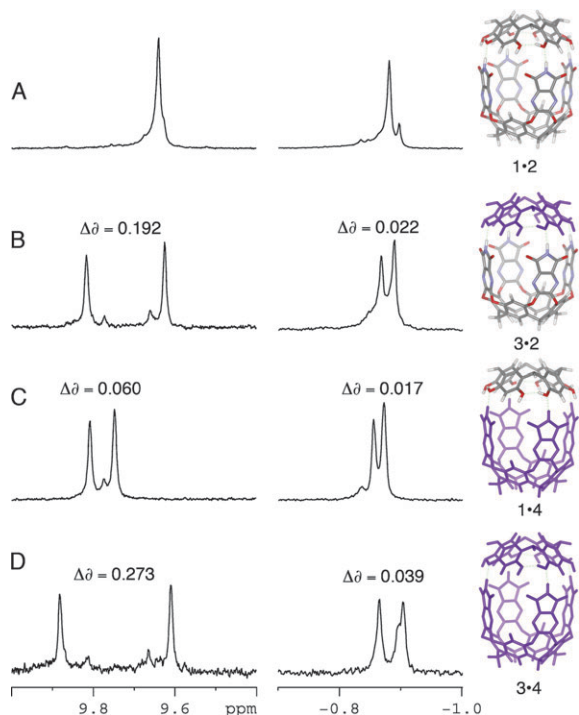 A
1•2
B
Δ∂ = 0.192
Δ∂ = 0.022
3•2
C
Δ∂ = 0.060
Δ∂ = 0.017
1•4
D
Δ∂ = 0.273
Δ∂ = 0.039
3•4
9.8 9.6 ppm -0.8 -1.0